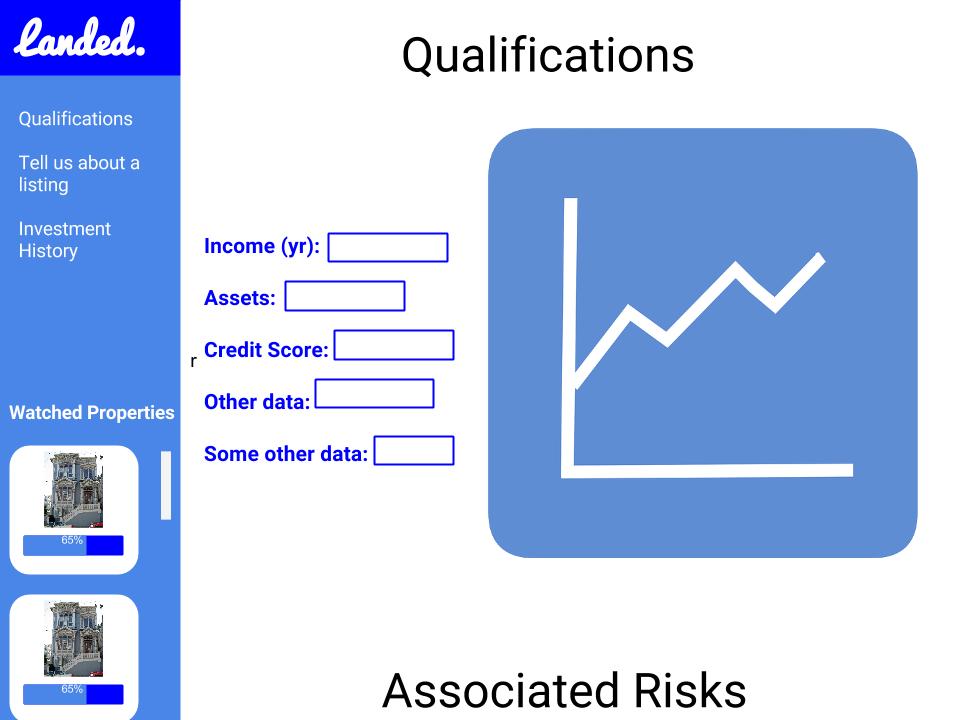 Landed.
Qualifications
Tell us about a
listing
Investment
History
Watched Properties
65%
65%
Qualifications
Income (yr):
Assets:
Credit Score:
r
Other data:
Some other data:
Associated Risks